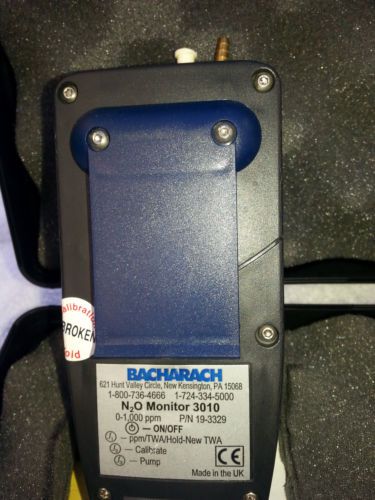 Calibration
BROKEN
Void
BACHARACH
621 Hunt Valley Circle, New Kensington, PA 15068
1-800-736-4666 1-724-334-5000
N₂O Monitor 3010
0-1,000 ppm P/N 19-3329
— ON/OFF
— ppm/TWA/Hold-New TWA
— Calibrate
— Pump
CE
Made in the UK